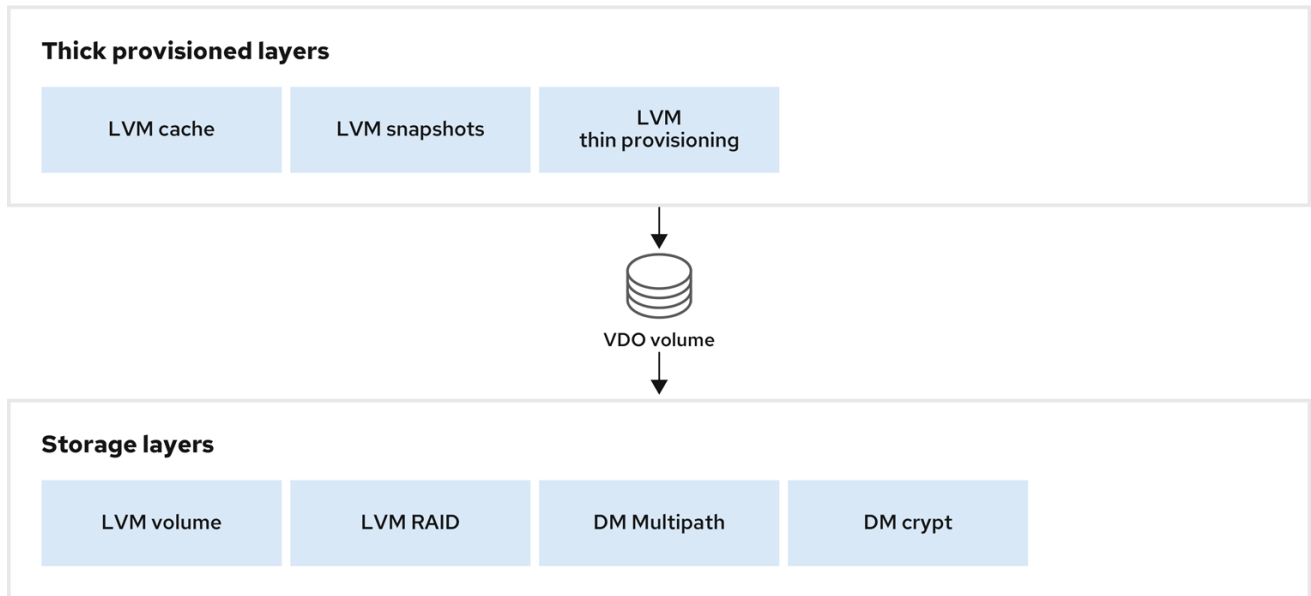 Thick provisioned layers
LVM cache
LVM snapshots
LVM
thin provisioning
VDO volume
Storage layers
LVM volume
LVM RAID
DM Multipath
DM crypt